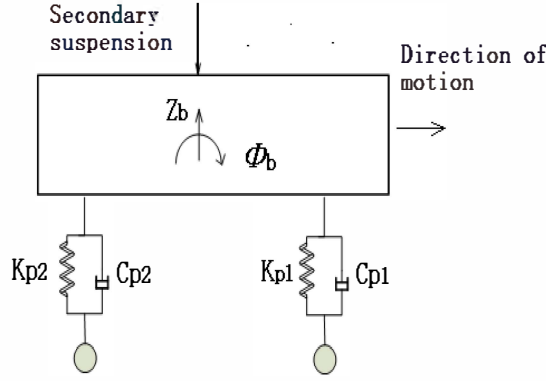 Secondary
suspension
Direction of
motion
Zb
Φb
Kp2
Cp2
Kp1
Cp1